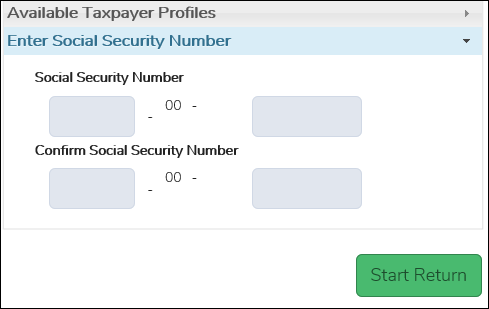 Available Taxpayer Profiles
Enter Social Security Number
Social Security Number
- 00 -
Confirm Social Security Number
- 00 -
Start Return